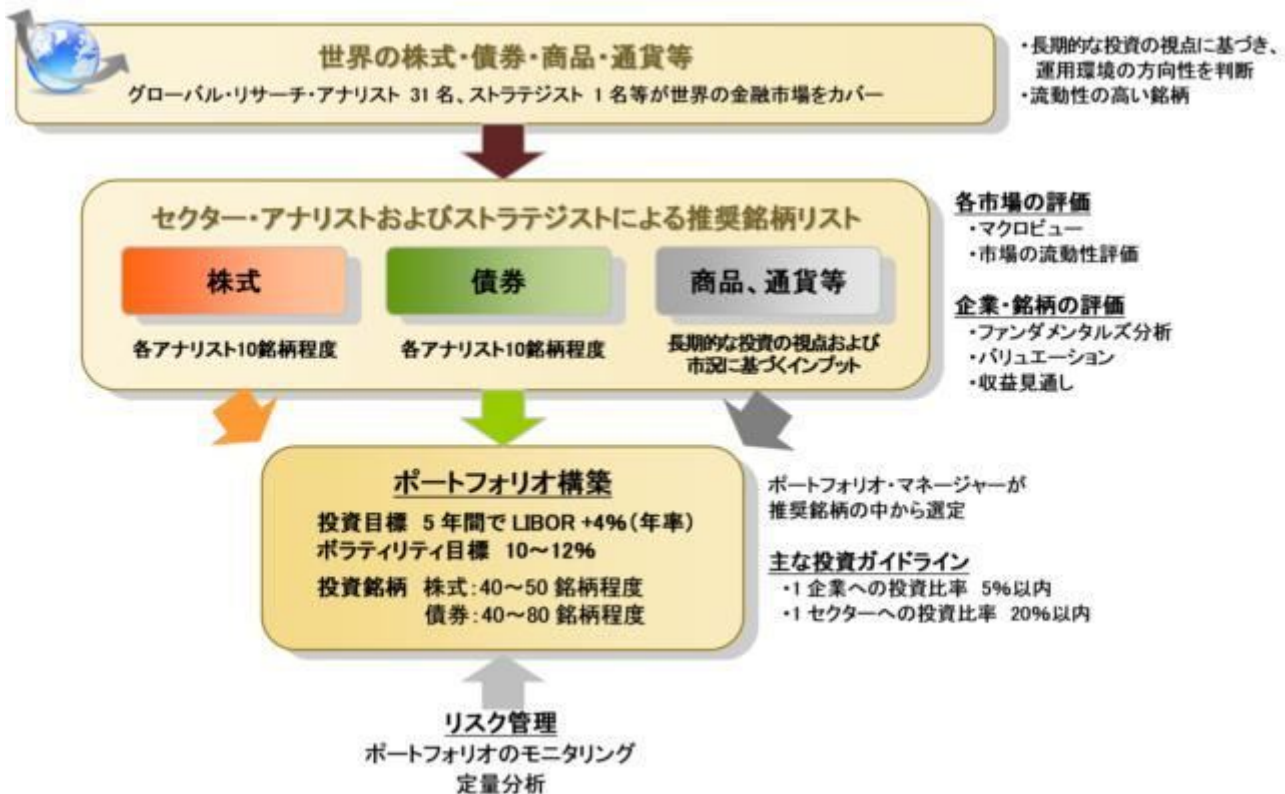 世界の株式・債券・商品・通貨等
グローバル・リサーチ・アナリスト 31 名、ストラテジスト 1 名等が世界の金融市場をカバー
・長期的な投資の視点に基づき、
運用環境の方向性を判断
・流動性の高い銘柄
セクター・アナリストおよびストラテジストによる推奨銘柄リスト
株式
債券
商品、通貨等
各アナリスト10銘柄程度
各アナリスト10銘柄程度
長期的な投資の視点および
市況に基づくインプット
各市場の評価
・マクロビュー
・市場の流動性評価
企業・銘柄の評価
・ファンダメンタルズ分析
・バリュエーション
・収益見通し
ポートフォリオ構築
投資目標 5 年間で LIBOR +4%(年率)
ボラティリティ目標 10～12%
投資銘柄 株式:40～50 銘柄程度
債券:40～80 銘柄程度
ポートフォリオ・マネージャーが
推奨銘柄の中から選定
主な投資ガイドライン
・1 企業への投資比率 5%以内
・1 セクターへの投資比率 20%以内
リスク管理
ポートフォリオのモニタリング
定量分析